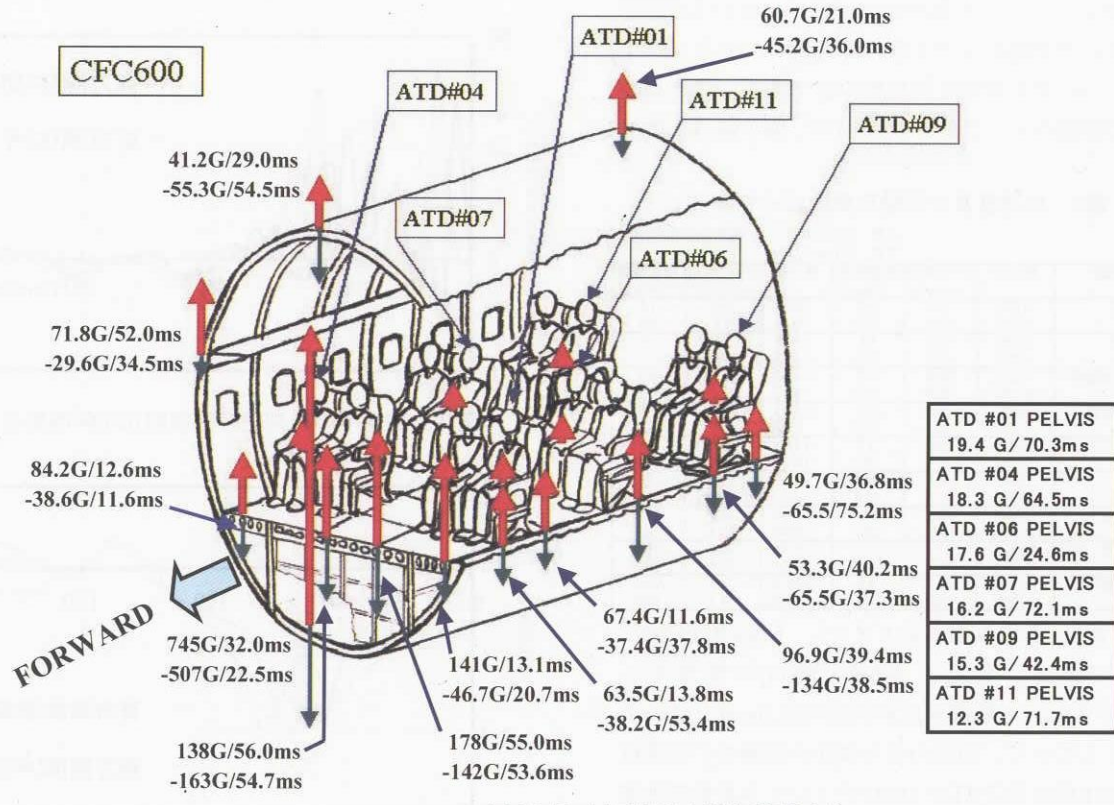 60.7G/21.0ms
-45.2G/36.0ms
ATD#01
CFC600
ATD#04
ATD#11
ATD#09
41.2G/29.0ms
-55.3G/54.5ms
ATD#07
ATD#06
71.8G/52.0ms
-29.6G/34.5ms
84.2G/12.6ms
-38.6G/11.6ms
49.7G/36.8ms
-65.5/75.2ms
53.3G/40.2ms
-65.5G/37.3ms
FORWARD
745G/32.0ms
-507G/22.5ms
141G/13.1ms
-46.7G/20.7ms
67.4G/11.6ms
-37.4G/37.8ms
96.9G/39.4ms
-134G/38.5ms
63.5G/13.8ms
-38.2G/53.4ms
138G/56.0ms
-163G/54.7ms
178G/55.0ms
-142G/53.6ms
ATD #01 PELVIS
19.4 G/70.3ms
ATD #04 PELVIS
18.3 G/64.5ms
ATD #06 PELVIS
17.6 G/24.6ms
ATD #07 PELVIS
16.2 G/72.1ms
ATD #09 PELVIS
15.3 G/42.4ms
ATD #11 PELVIS
12.3 G/71.7ms